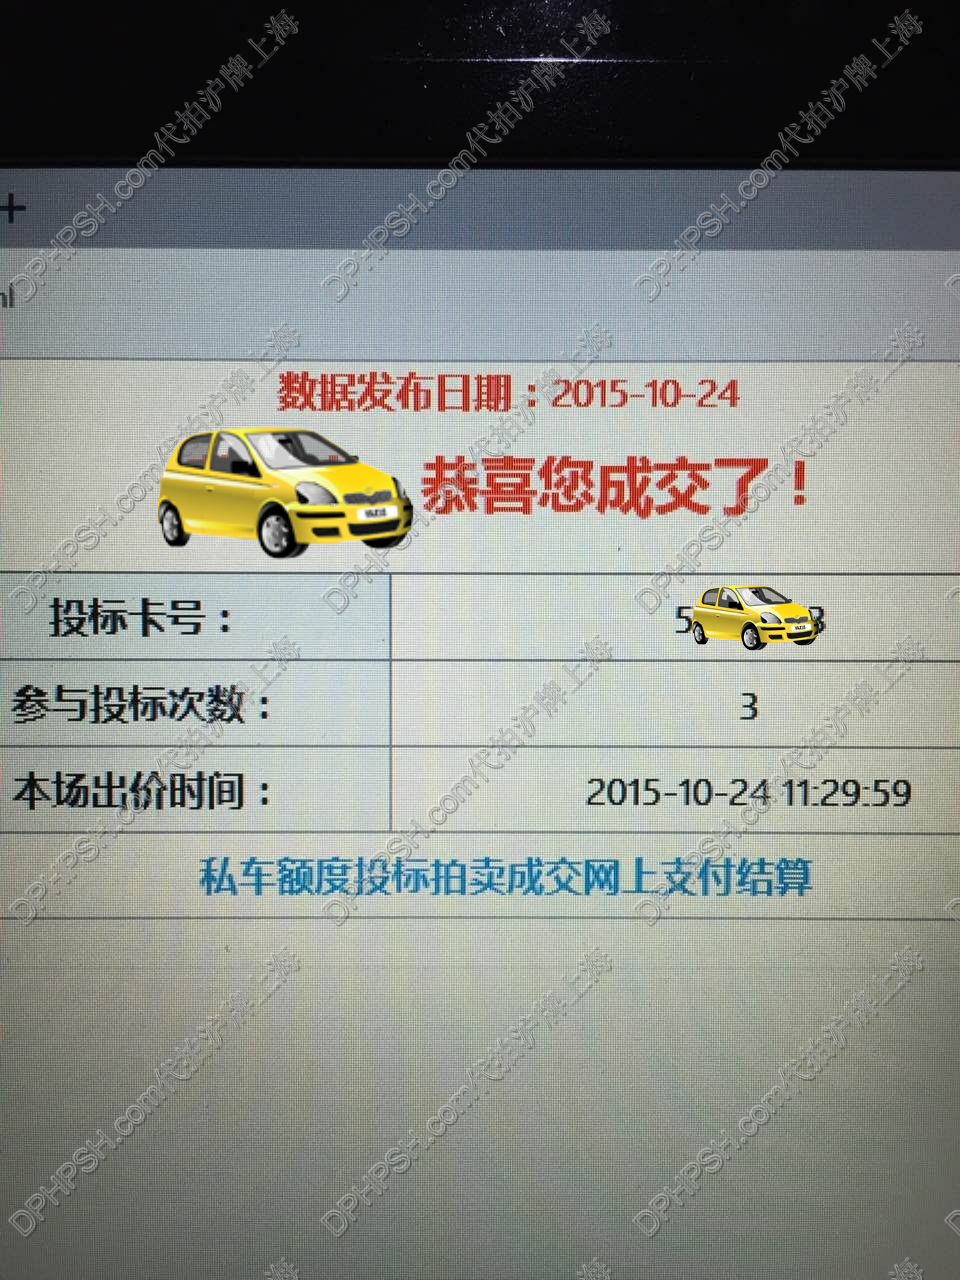 DPHPSH.com代拍沪牌上海
+
数据发布日期：2015-10-24
恭喜您成交了！
投标卡号：
参与投标次数： 3
本场出价时间： 2015-10-24 11:29:59
私车额度投标拍卖成交网上支付结算